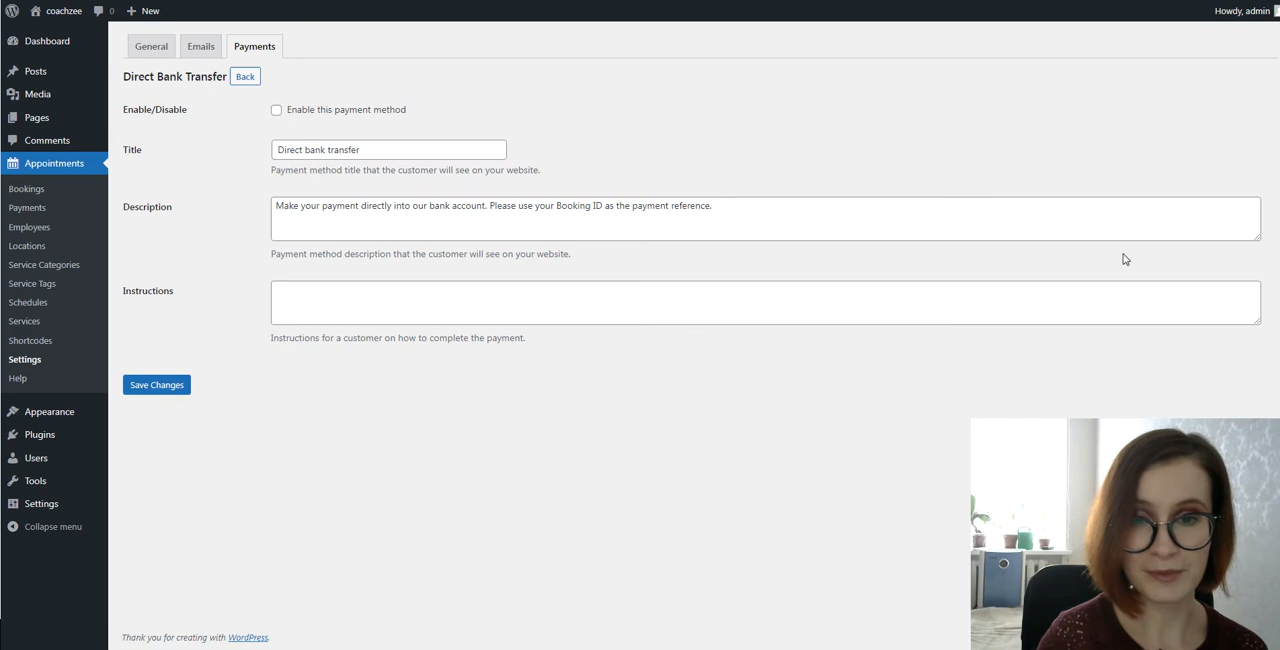 coachzee 0 New Howdy, admin
Dashboard
Posts
Media
Pages
Comments
Appointments
Bookings
Payments
Employees
Locations
Service Categories
Service Tags
Schedules
Services
Shortcodes
Settings
Help
Appearance
Plugins
Users
Tools
Settings
Collapse menu
General Emails Payments
Direct Bank Transfer Back
Enable/Disable Enable this payment method
Title Direct bank transfer
Payment method title that the customer will see on your website.
Description Make your payment directly into our bank account. Please use your Booking ID as the payment reference.
Payment method description that the customer will see on your website.
Instructions
Instructions for a customer on how to complete the payment.
Save Changes
Thank you for creating with WordPress.